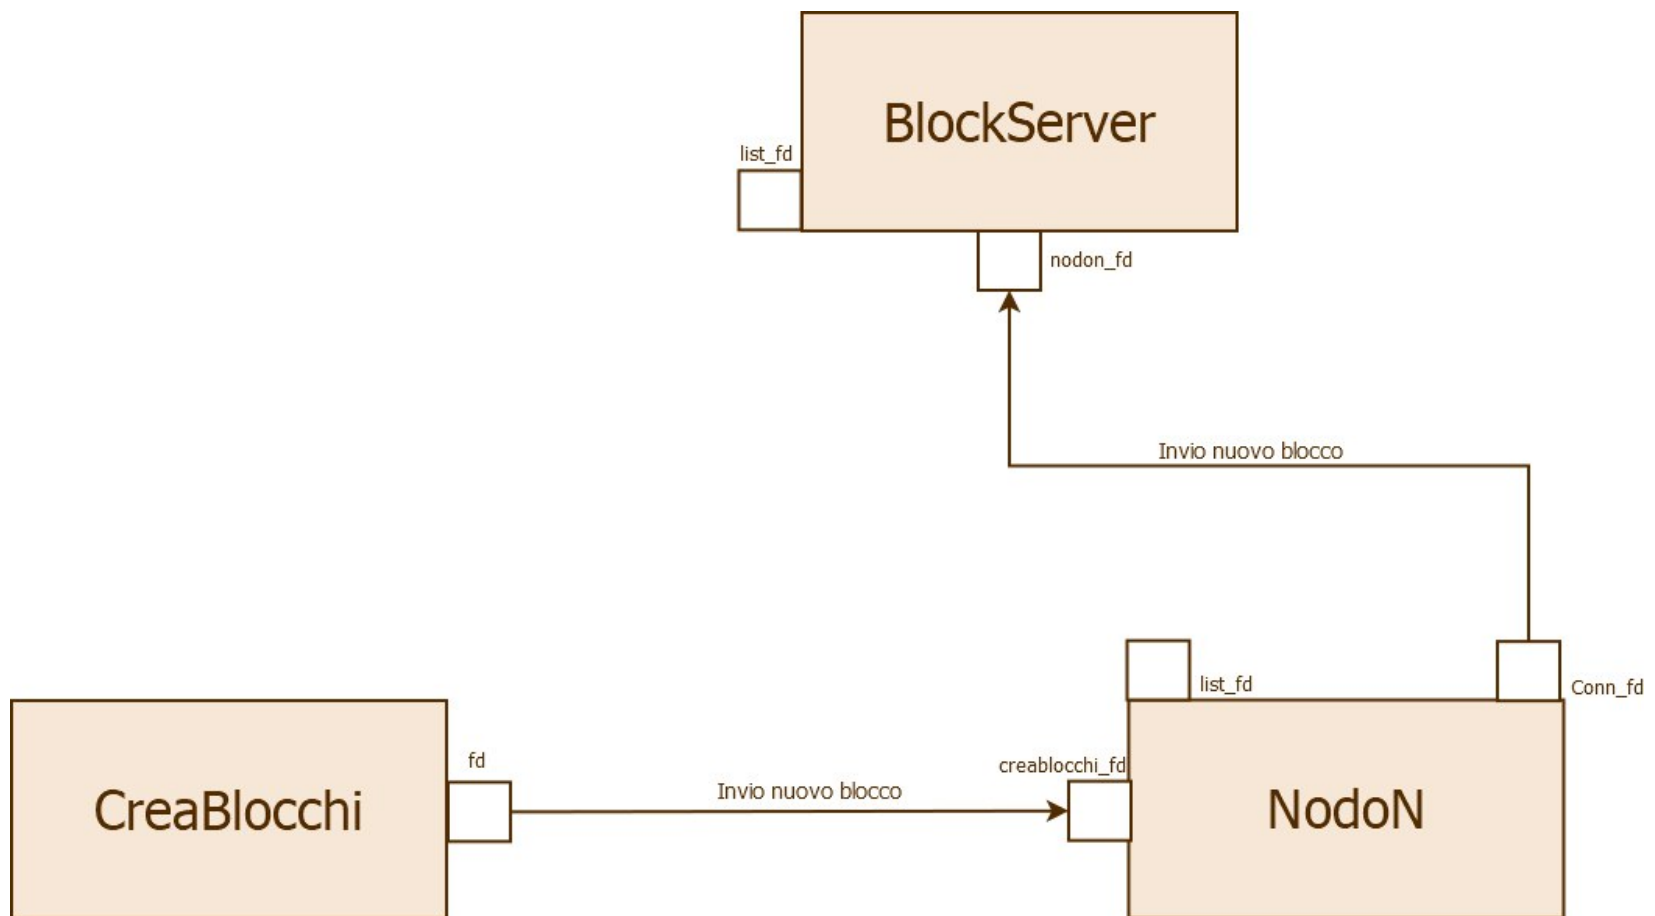 BlockServer
list_fd
nodon_fd
Invio nuovo blocco
list_fd
Conn_fd
fd
creablocchi_fd
Invio nuovo blocco
CreaBlocchi
NodoN